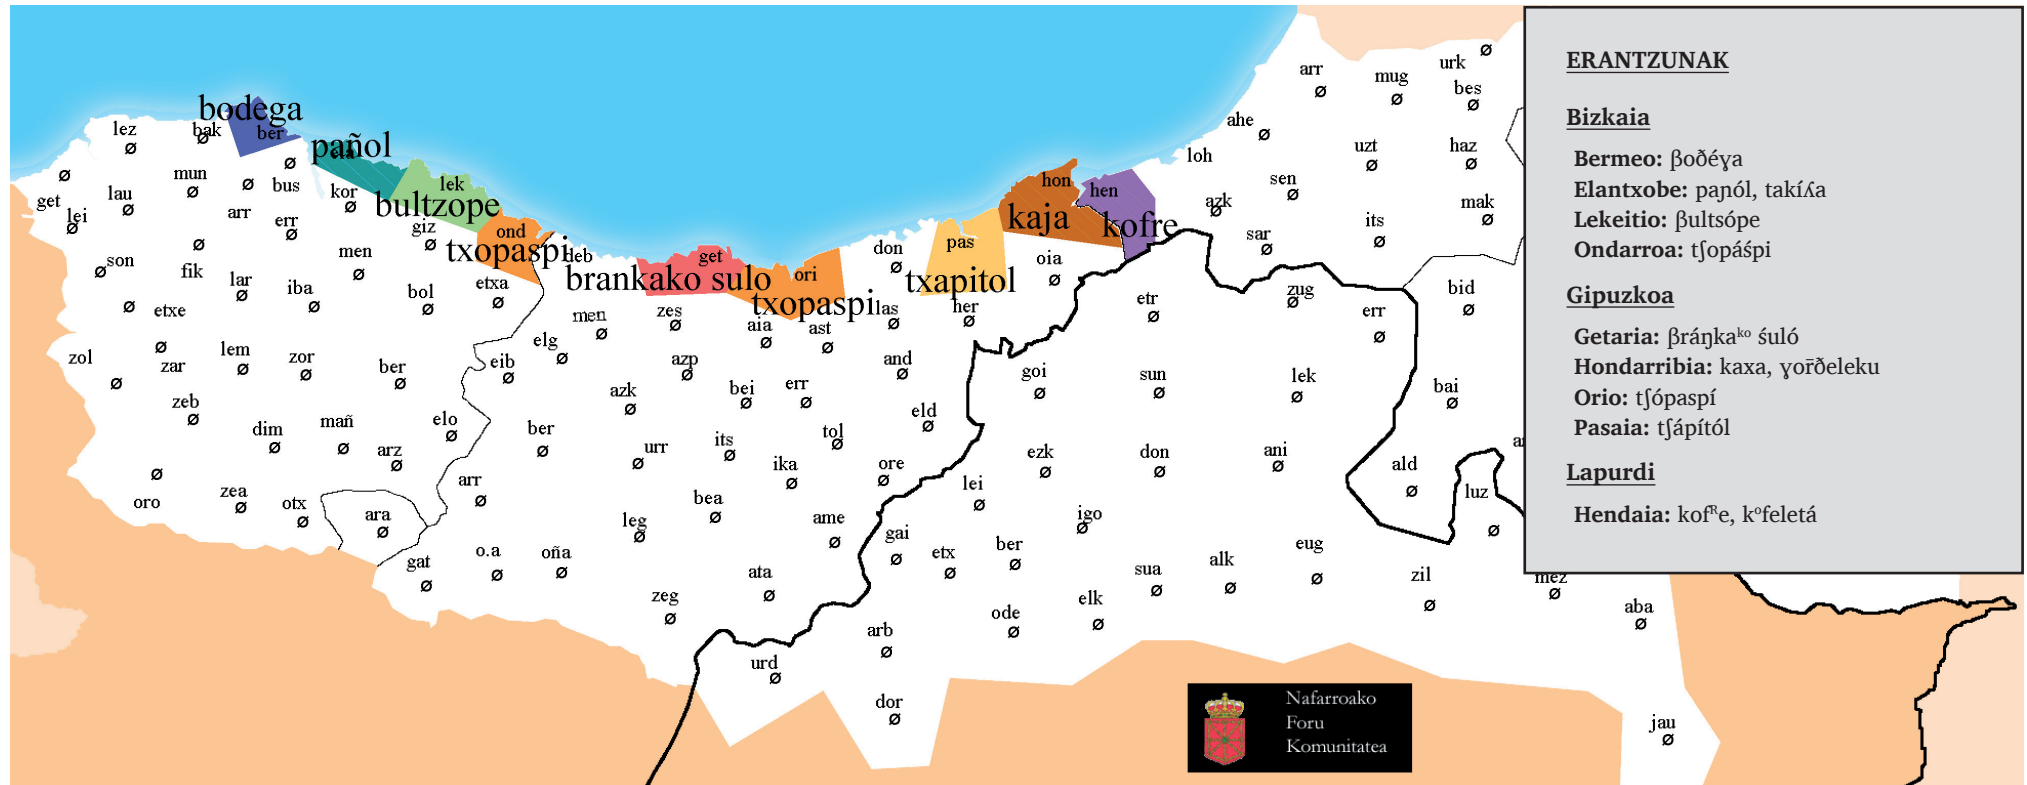 bodega
pañol
bultzope
txopaspi
brankako sulo
txopaspi
txapitol
kaja
kofre
lez
bak
ber
get
lau
mun
bus
arr
lei
kor
lek
err
giz
ond
deb
get
ori
don
pas
hon
hen
oia
loh
ahe
arr
mug
urk
bes
uzt
haz
sen
azk
mak
its
sar
son
fik
lar
iba
men
bol
etxa
etxe
men
zes
aia
ast
las
her
etr
zug
err
bid
zol
zar
lem
zor
ber
eib
elg
azp
and
goi
sun
lek
bai
zeb
dim
mañ
arz
elo
ber
azk
bei
err
eld
urr
its
tol
ika
ore
ezk
don
ani
ald
luz
oro
zea
otx
ara
arr
leg
bea
ame
lei
igo
gai
etx
ber
sua
alk
eug
zil
mez
aba
gat
o.a
oña
zeg
ata
ode
elk
arb
urd
dor
jau
ERANTZUNAK
Bizkaia
Bermeo: βoðéɣa
Elantxobe: paɲól, takíʎa
Lekeitio: βultsópe
Ondarroa: tʃopáśpi
Gipuzkoa
Getaria: βráŋkaᵏᵒ śuló
Hondarribia: kaxa, ɣor̄ðeleku
Orio: tʃópaspí
Pasaia: tʃápítól
Lapurdi
Hendaia: kofᴿe, kᵒfeletá
Nafarroako
Foru
Komunitatea